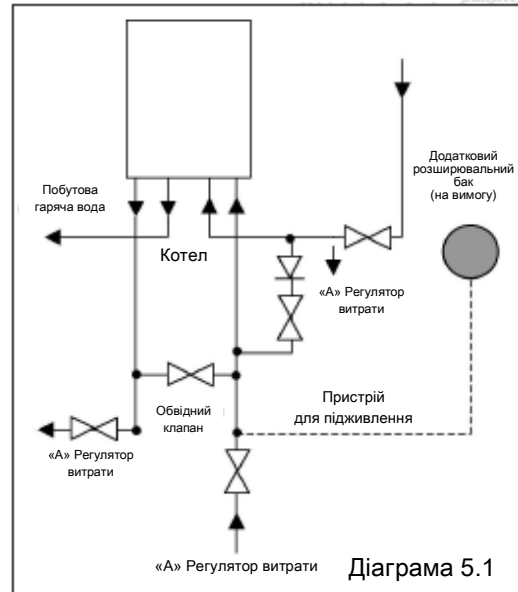 Додатковий
розширювальний
бак
(на вимогу)
Побутова
гаряча вода
Котел
«А» Регулятор
витрати
Пристрій
для підживлення
Обвідний
клапан
«А» Регулятор
витрати
«А» Регулятор витрати
Діаграма 5.1